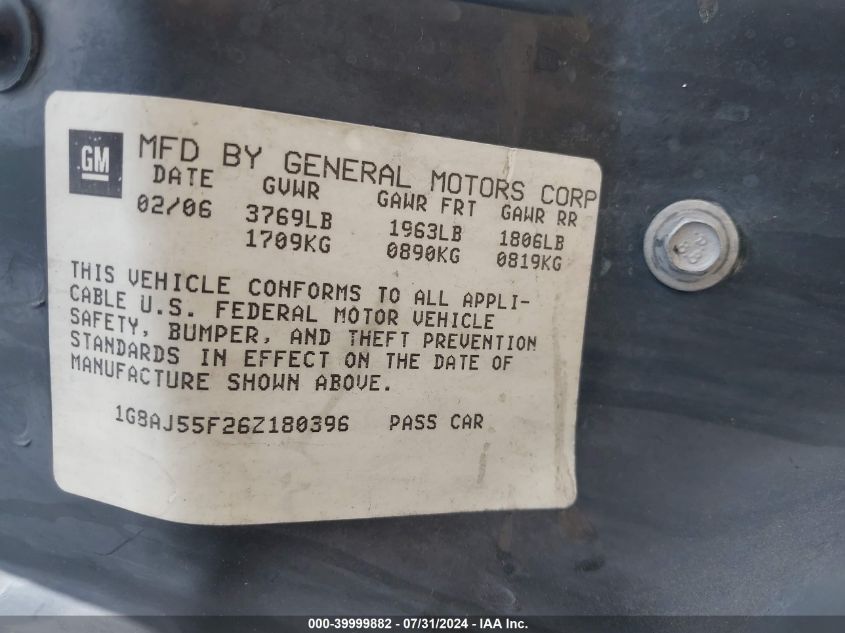 GM
MFD BY GENERAL MOTORS CORP
DATE GVWR GAWR FRT GAWR RR
02/06 3769LB 1963LB 1806LB
1709KG 0890KG 0819KG
THIS VEHICLE CONFORMS TO ALL APPLI-
CABLE U.S. FEDERAL MOTOR VEHICLE
SAFETY, BUMPER, AND THEFT PREVENTION
STANDARDS IN EFFECT ON THE DATE OF
MANUFACTURE SHOWN ABOVE.
1G8AJ55F26Z180396 PASS CAR
000-39999882 / 07/31/2024 - IAA Inc.